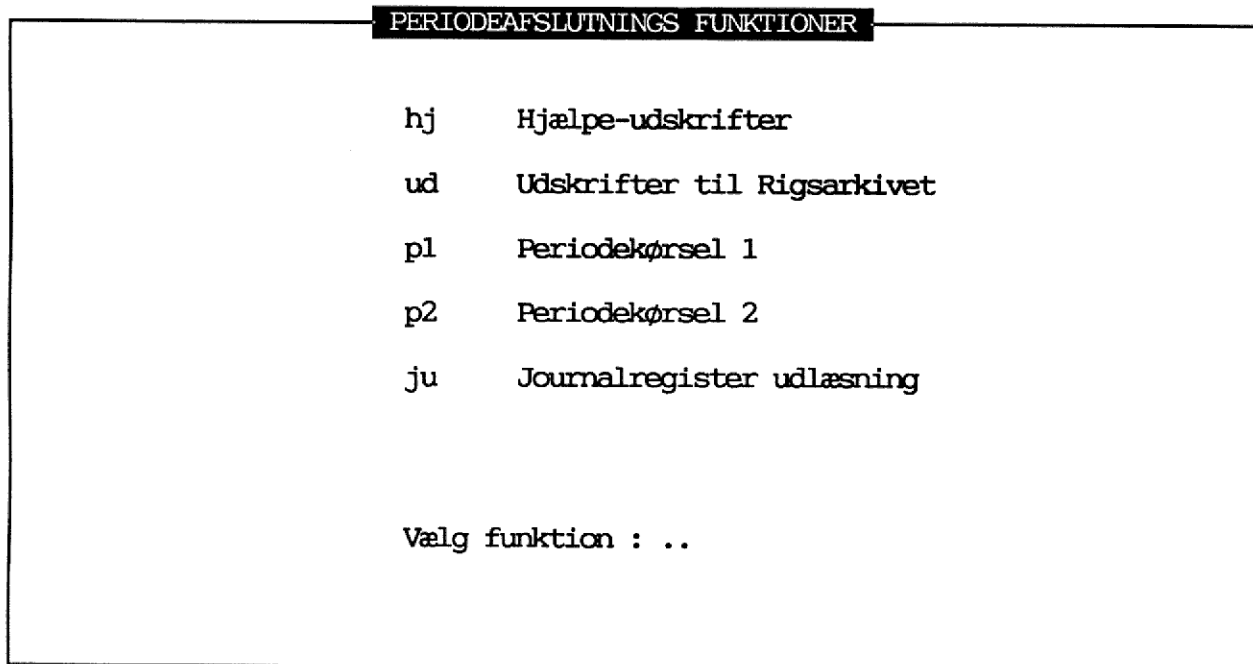 PERIODEAFSLUTNINGS FUNKTIONER
hj Hjælpe-udskrifter
ud Udskrifter til Rigsarkivet
p1 Periodekørsel 1
p2 Periodekørsel 2
ju Journalregister udlæsning
Vælg funktion : ..